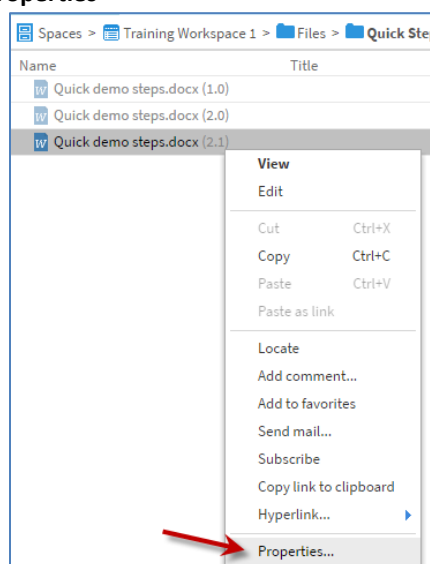 roperties
Spaces > Training Workspace 1 > Files > Quick Ste
Name Title
Quick demo steps.docx (1.0)
Quick demo steps.docx (2.0)
Quick demo steps.docx (2.1)
View
Edit
Cut Ctrl+X
Copy Ctrl+C
Paste Ctrl+V
Paste as link
Locate
Add comment...
Add to favorites
Send mail...
Subscribe
Copy link to clipboard
Hyperlink...
Properties...